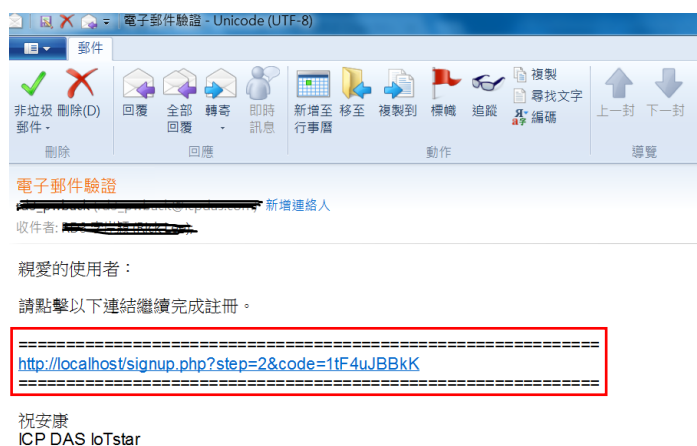 電子郵件驗證 - Unicode (UTF-8)
郵件
非垃圾郵件
刪除(D)
回覆
全部回覆
轉寄
即時訊息
新增至行事曆
移至
複製到
標幟
追蹤
複製
尋找文字
編碼
上一封
下一封
刪除
回應
動作
導覽
電子郵件驗證
新增連絡人
收件者:
親愛的使用者：
請點擊以下連結繼續完成註冊。
==============================================================
http://localhost/signup.php?step=2&code=1tF4uJBBkK
==============================================================
祝安康
ICP DAS IoTstar